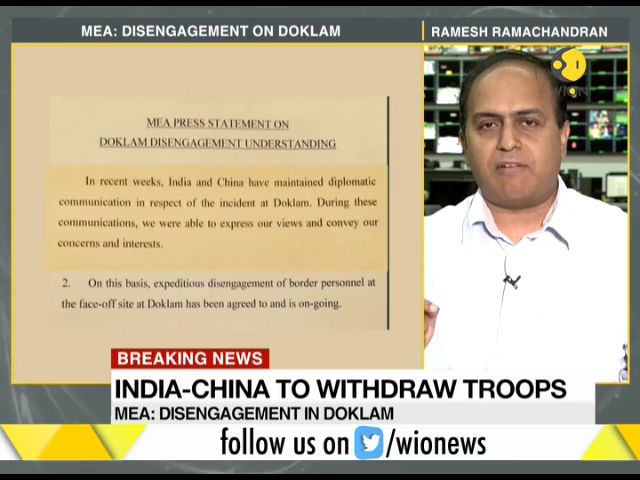 MEA: DISENGAGEMENT ON DOKLAM
RAMESH RAMACHANDRAN
wion
MEA PRESS STATEMENT ON
DOKLAM DISENGAGEMENT UNDERSTANDING
In recent weeks, India and China have maintained diplomatic
communication in respect of the incident at Doklam. During these
communications, we were able to express our views and convey our
concerns and interests.
2. On this basis, expeditious disengagement of border personnel at
the face-off site at Doklam has been agreed to and is on-going.
BREAKING NEWS
INDIA-CHINA TO WITHDRAW TROOPS
MEA: DISENGAGEMENT IN DOKLAM
follow us on /wionews